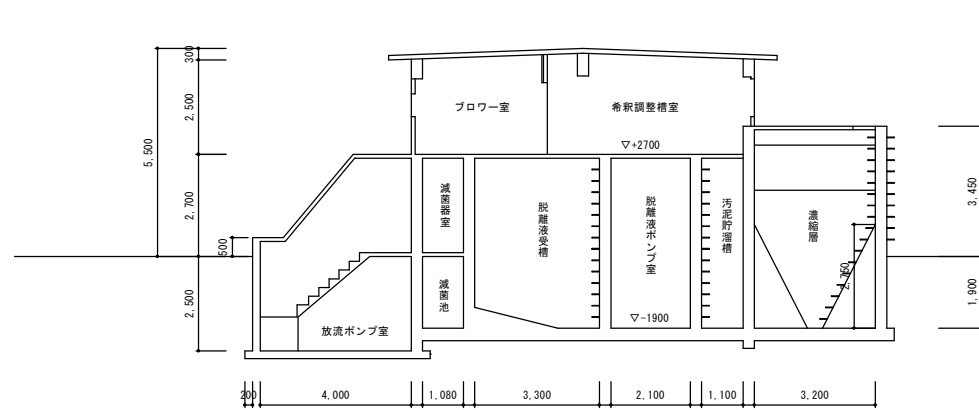 300
2,500
5,500
2,700
500
2,500
ブロワー室
希釈調整槽室
▽+2700
滅菌器室
滅菌池
脱離液受槽
脱離液ポンプ室
汚泥貯溜槽
濃縮層
放流ポンプ室
▽-1900
2,750
3,450
1,900
200
4,000
1,080
3,300
2,100
1,100
3,200